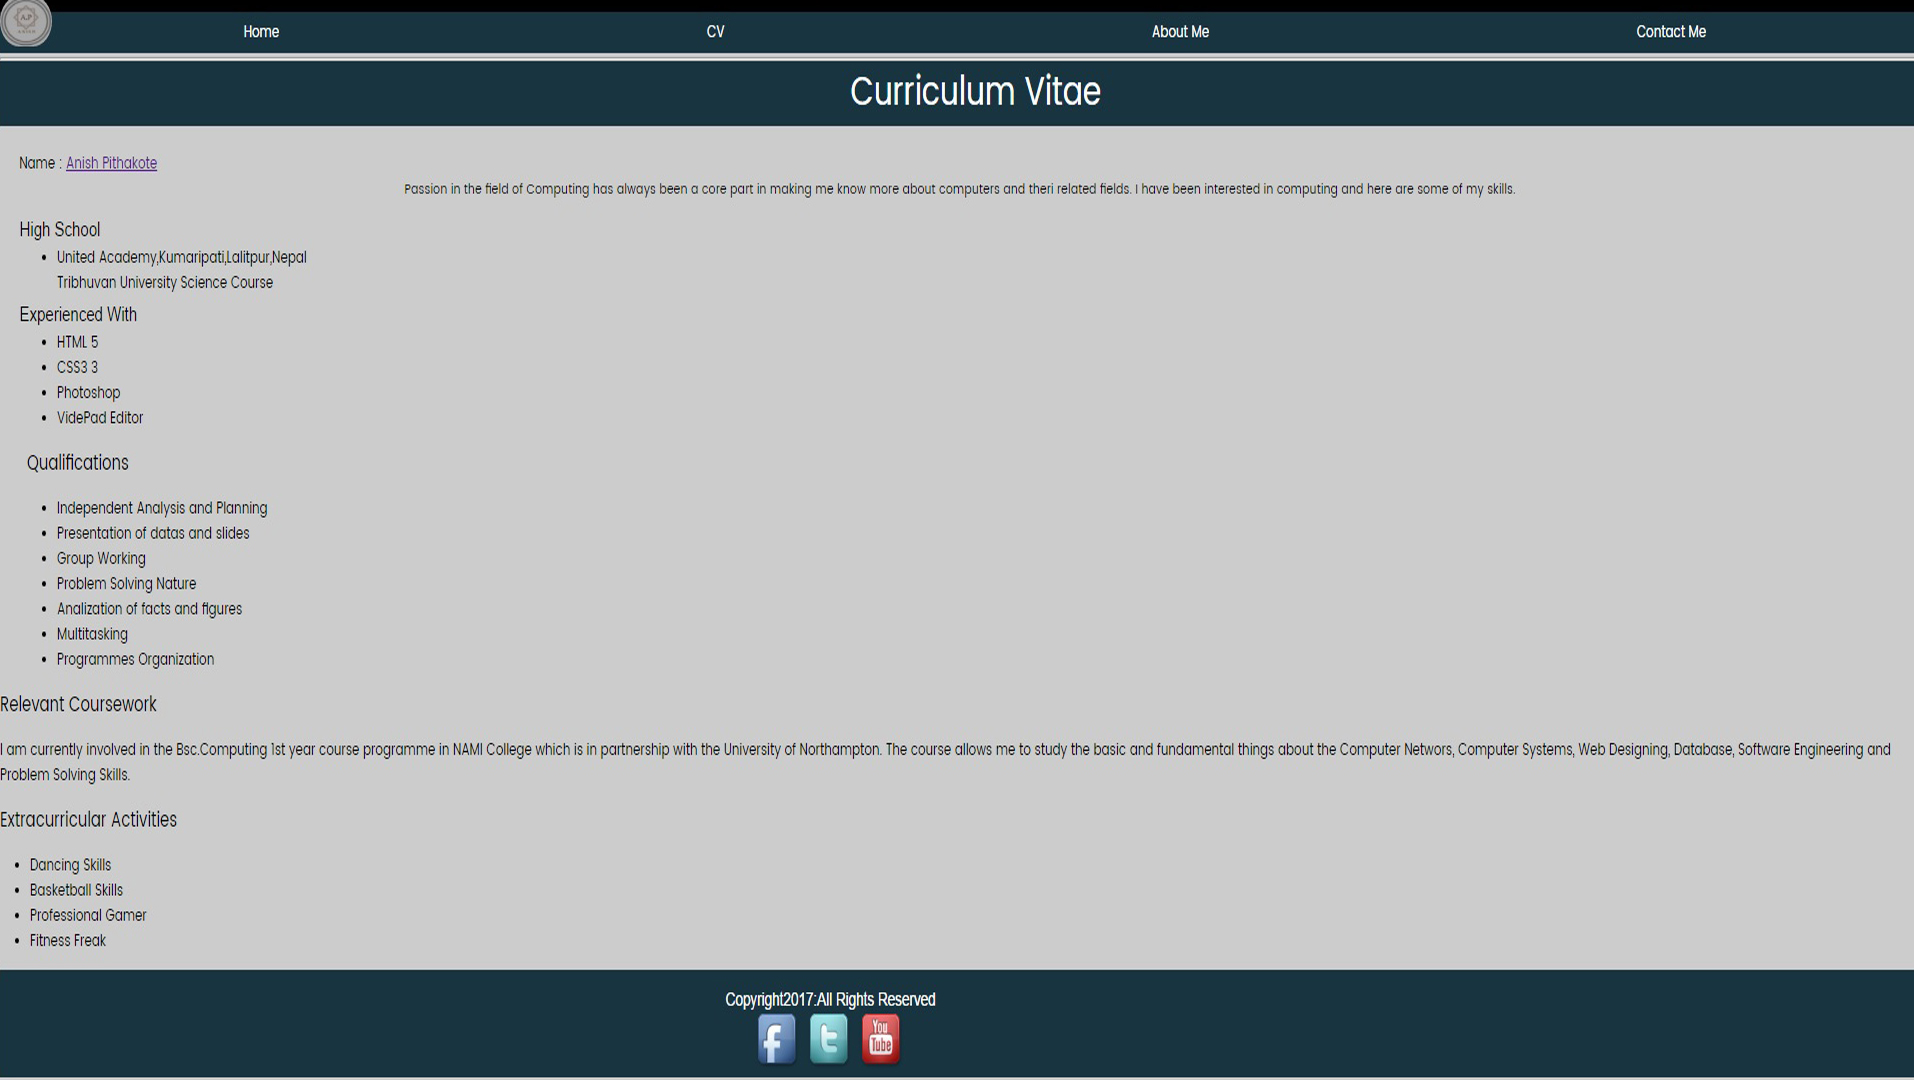 A.P
ANISH
Home CV About Me Contact Me
Curriculum Vitae
Name : Anish Pithakote
Passion in the field of Computing has always been a core part in making me know more about computers and theri related fields. I have been interested in computing and here are some of my skills.
High School
• United Academy,Kumaripati,Lalitpur,Nepal
Tribhuvan University Science Course
Experienced With
• HTML 5
• CSS3 3
• Photoshop
• VidePad Editor
Qualifications
• Independent Analysis and Planning
• Presentation of datas and slides
• Group Working
• Problem Solving Nature
• Analization of facts and figures
• Multitasking
• Programmes Organization
Relevant Coursework
I am currently involved in the Bsc.Computing 1st year course programme in NAMI College which is in partnership with the University of Northampton. The course allows me to study the basic and fundamental things about the Computer Networs, Computer Systems, Web Designing, Database, Software Engineering and
Problem Solving Skills.
Extracurricular Activities
• Dancing Skills
• Basketball Skills
• Professional Gamer
• Fitness Freak
Copyright2017:All Rights Reserved
f t You
Tube